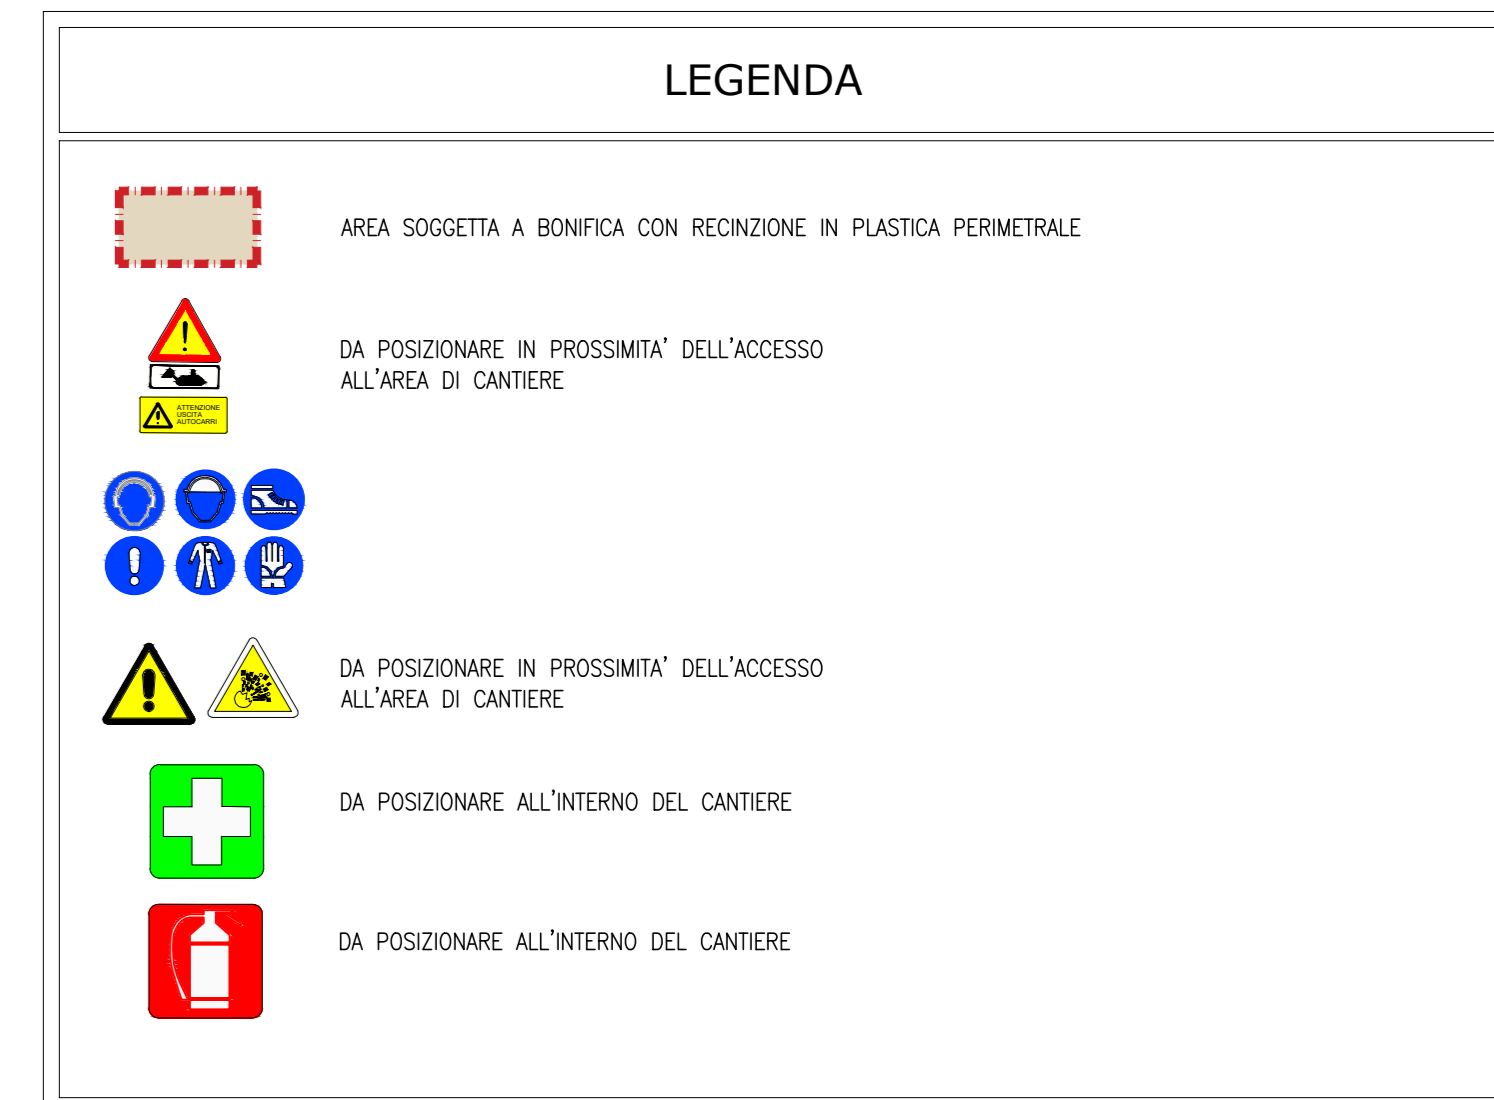 LEGENDA
AREA SOGGETTA A BONIFICA CON RECINZIONE IN PLASTICA PERIMETRALE
DA POSIZIONARE IN PROSSIMITA' DELL'ACCESSO
ALL'AREA DI CANTIERE
ATTENZIONE
USCITA
AUTOCARRI
DA POSIZIONARE IN PROSSIMITA' DELL'ACCESSO
ALL'AREA DI CANTIERE
DA POSIZIONARE ALL'INTERNO DEL CANTIERE
DA POSIZIONARE ALL'INTERNO DEL CANTIERE